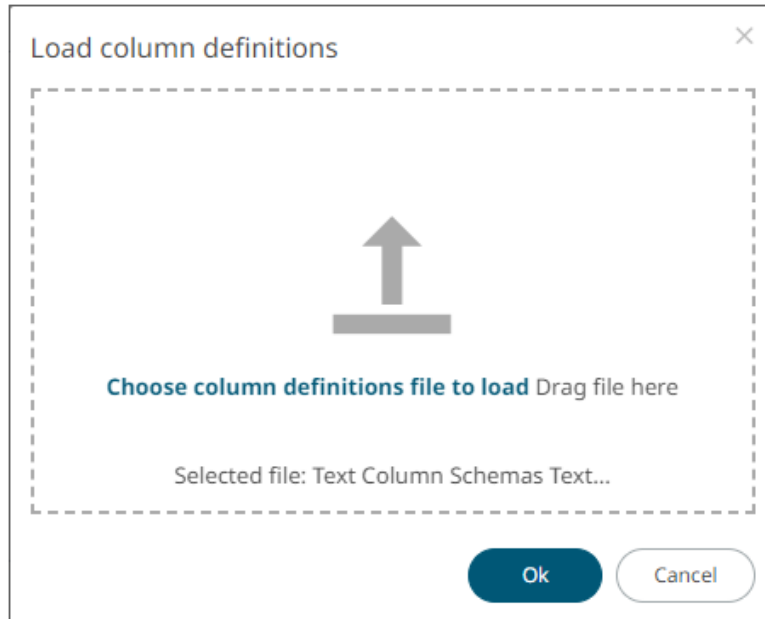 Load column definitions
Choose column definitions file to load Drag file here
Selected file: Text Column Schemas Text...
Ok
Cancel